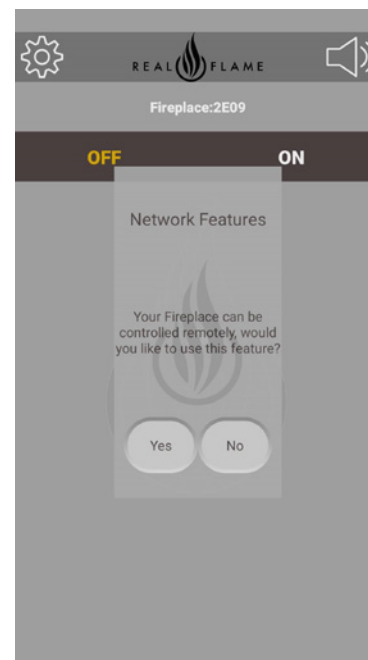 REAL FLAME
Fireplace:2E09
OFF ON
Network Features
Your Fireplace can be
controlled remotely, would
you like to use this feature?
Yes No